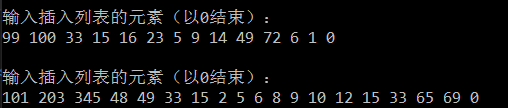 输入插入列表的元素（以0结束）：
99 100 33 15 16 23 5 9 14 49 72 6 1 0
输入插入列表的元素（以0结束）：
101 203 345 48 49 33 15 2 5 6 8 9 10 12 15 33 65 69 0